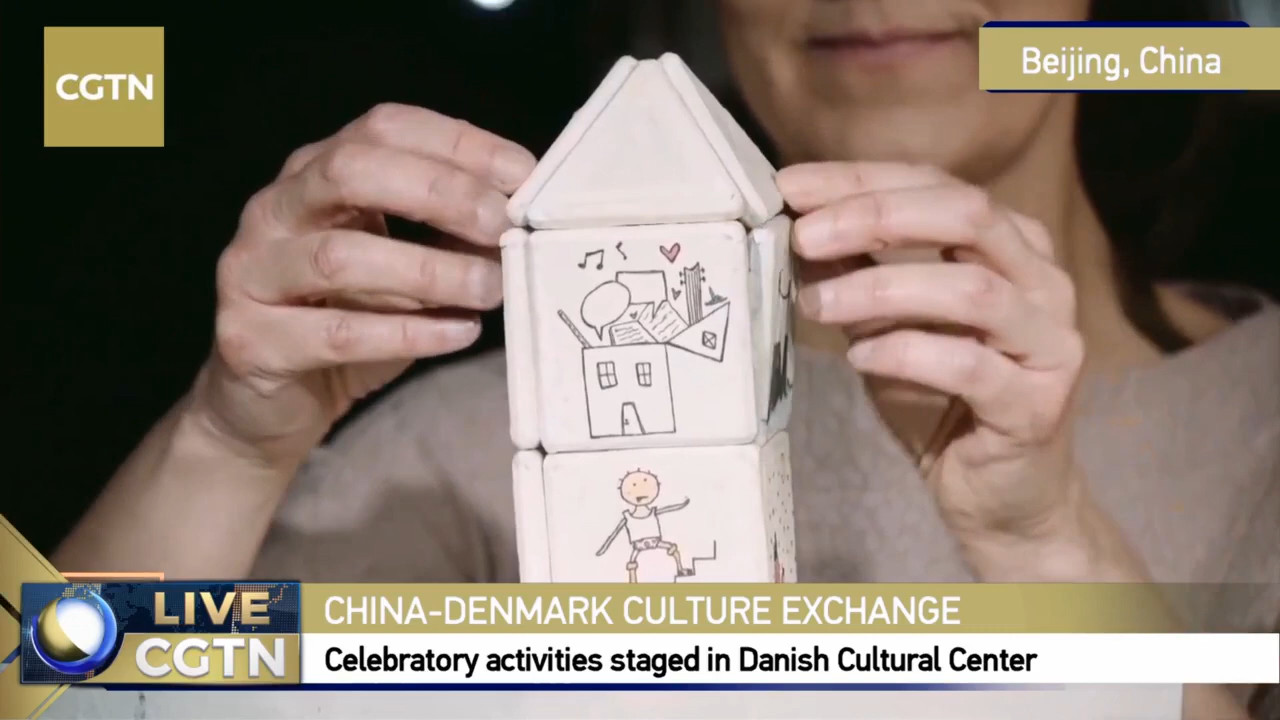 CGTN
Beijing, China
LIVE
CGTN
CHINA-DENMARK CULTURE EXCHANGE
Celebratory activities staged in Danish Cultural Center